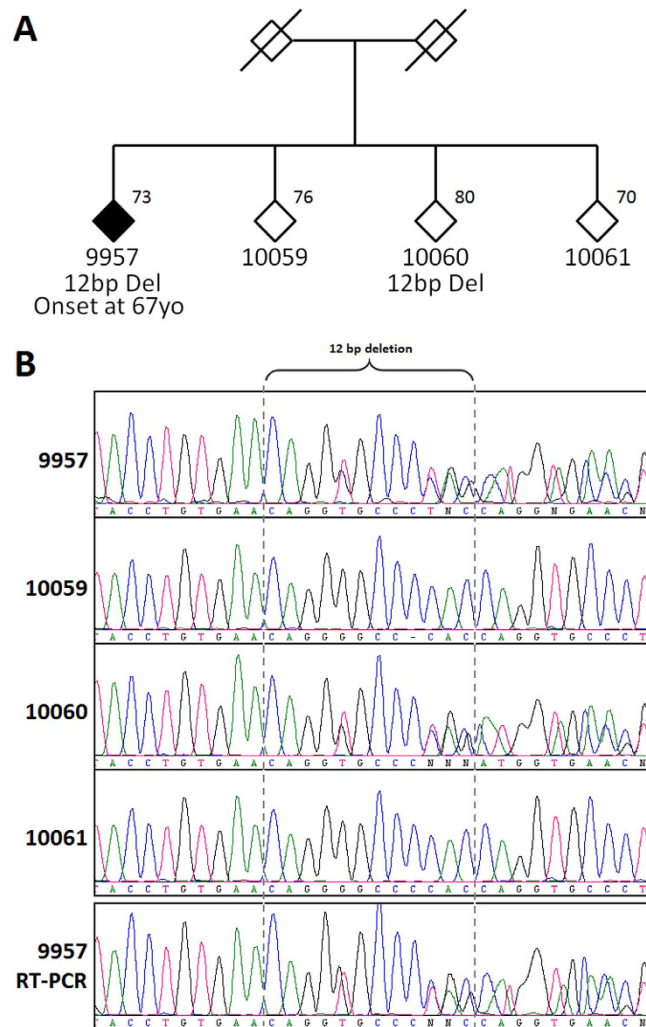 A
73 76 80 70
9957 10059 10060 10061
12bp Del 12bp Del
Onset at 67yo
B
12 bp deletion
9957
A C C T G T G A A C A G G T G C C C T N C C A G G N G A A C N
10059
A C C T G T G A A C A G G G G C C - C A C C A G G T G C C C T
10060
A C C T G T G A A C A G G T G C C C N N N A T G G T G A A C N
10061
A C C T G T G A A C A G G G G C C C C A C C A G G T G C C C T
9957
RT-PCR
A C C T G T G A A C A G G T G C C C N N C